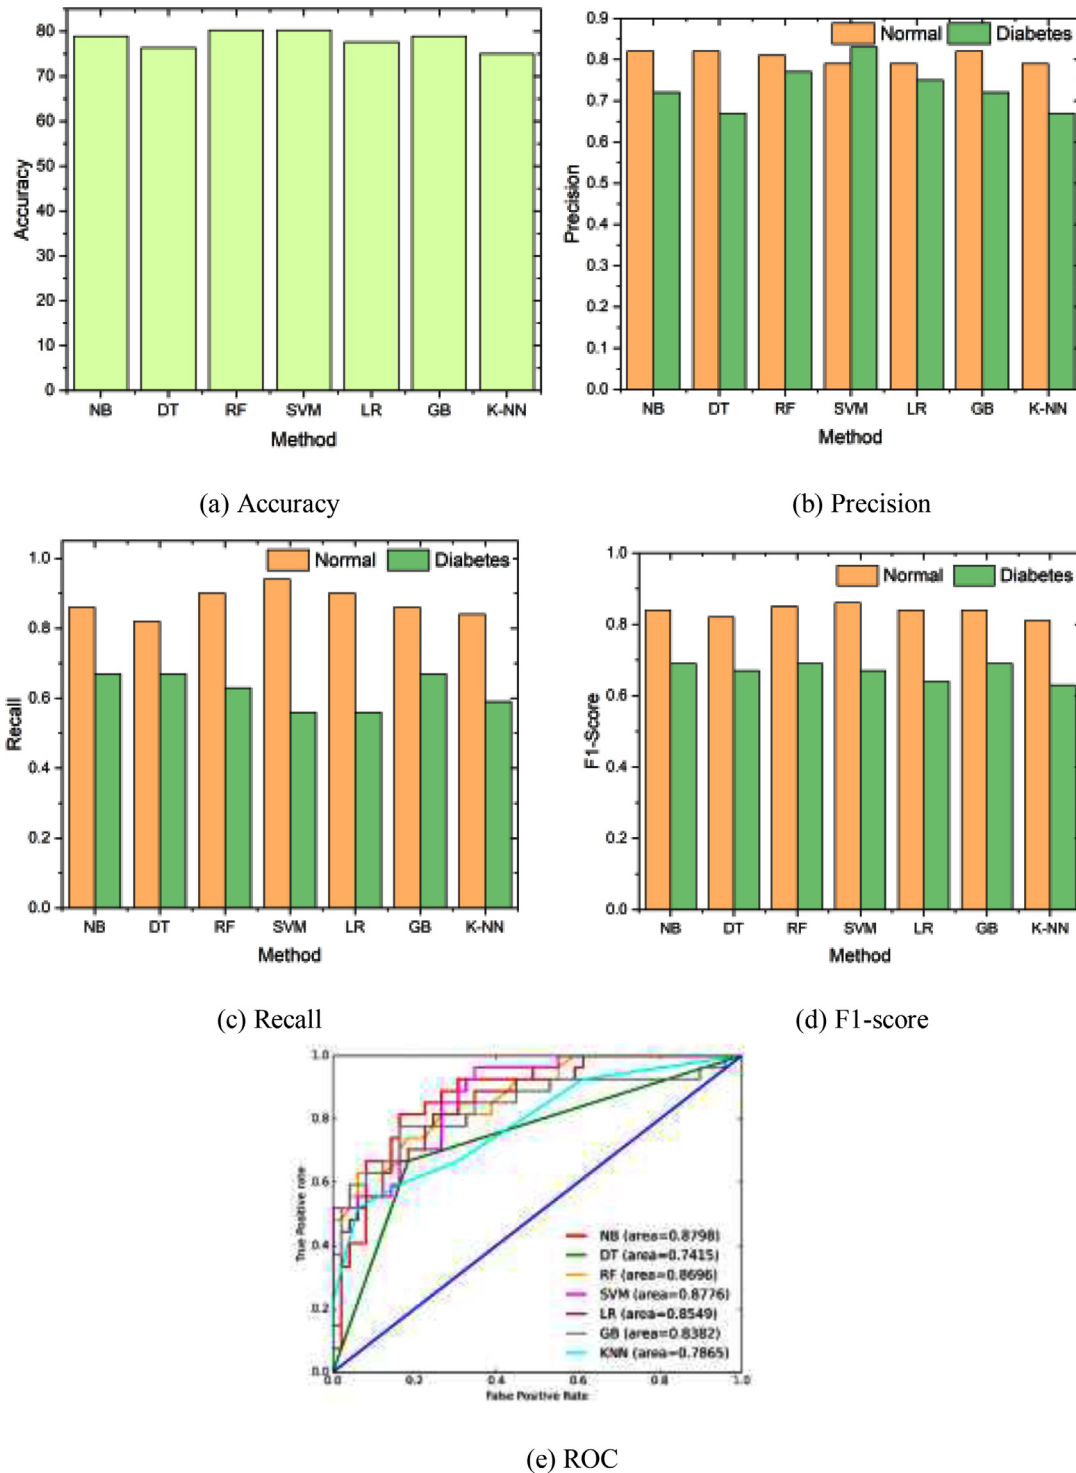 80
70
60
50
40
30
20
10
0
Accuracy
NB DT RF SVM LR GB K-NN
Method
(a) Accuracy
Normal Diabetes
0.9
0.8
0.7
0.6
0.5
0.4
0.3
0.2
0.1
0.0
Precision
NB DT RF SVM LR GB K-NN
Method
(b) Precision
Normal Diabetes
1.0
0.8
0.6
0.4
0.2
0.0
Recall
NB DT RF SVM LR GB K-NN
Method
(c) Recall
Normal Diabetes
1.0
0.8
0.6
0.4
0.2
0.0
F1-Score
NB DT RF SVM LR GB K-NN
Method
(d) F1-score
1.0
0.8
0.6
0.4
0.2
0.0
True Positive rate
NB (area=0.8798)
DT (area=0.7415)
RF (area=0.8696)
SVM (area=0.8776)
LR (area=0.8549)
GB (area=0.8382)
KNN (area=0.7865)
0.0 0.2 0.4 0.6 0.8 1.0
False Positive Rate
(e) ROC